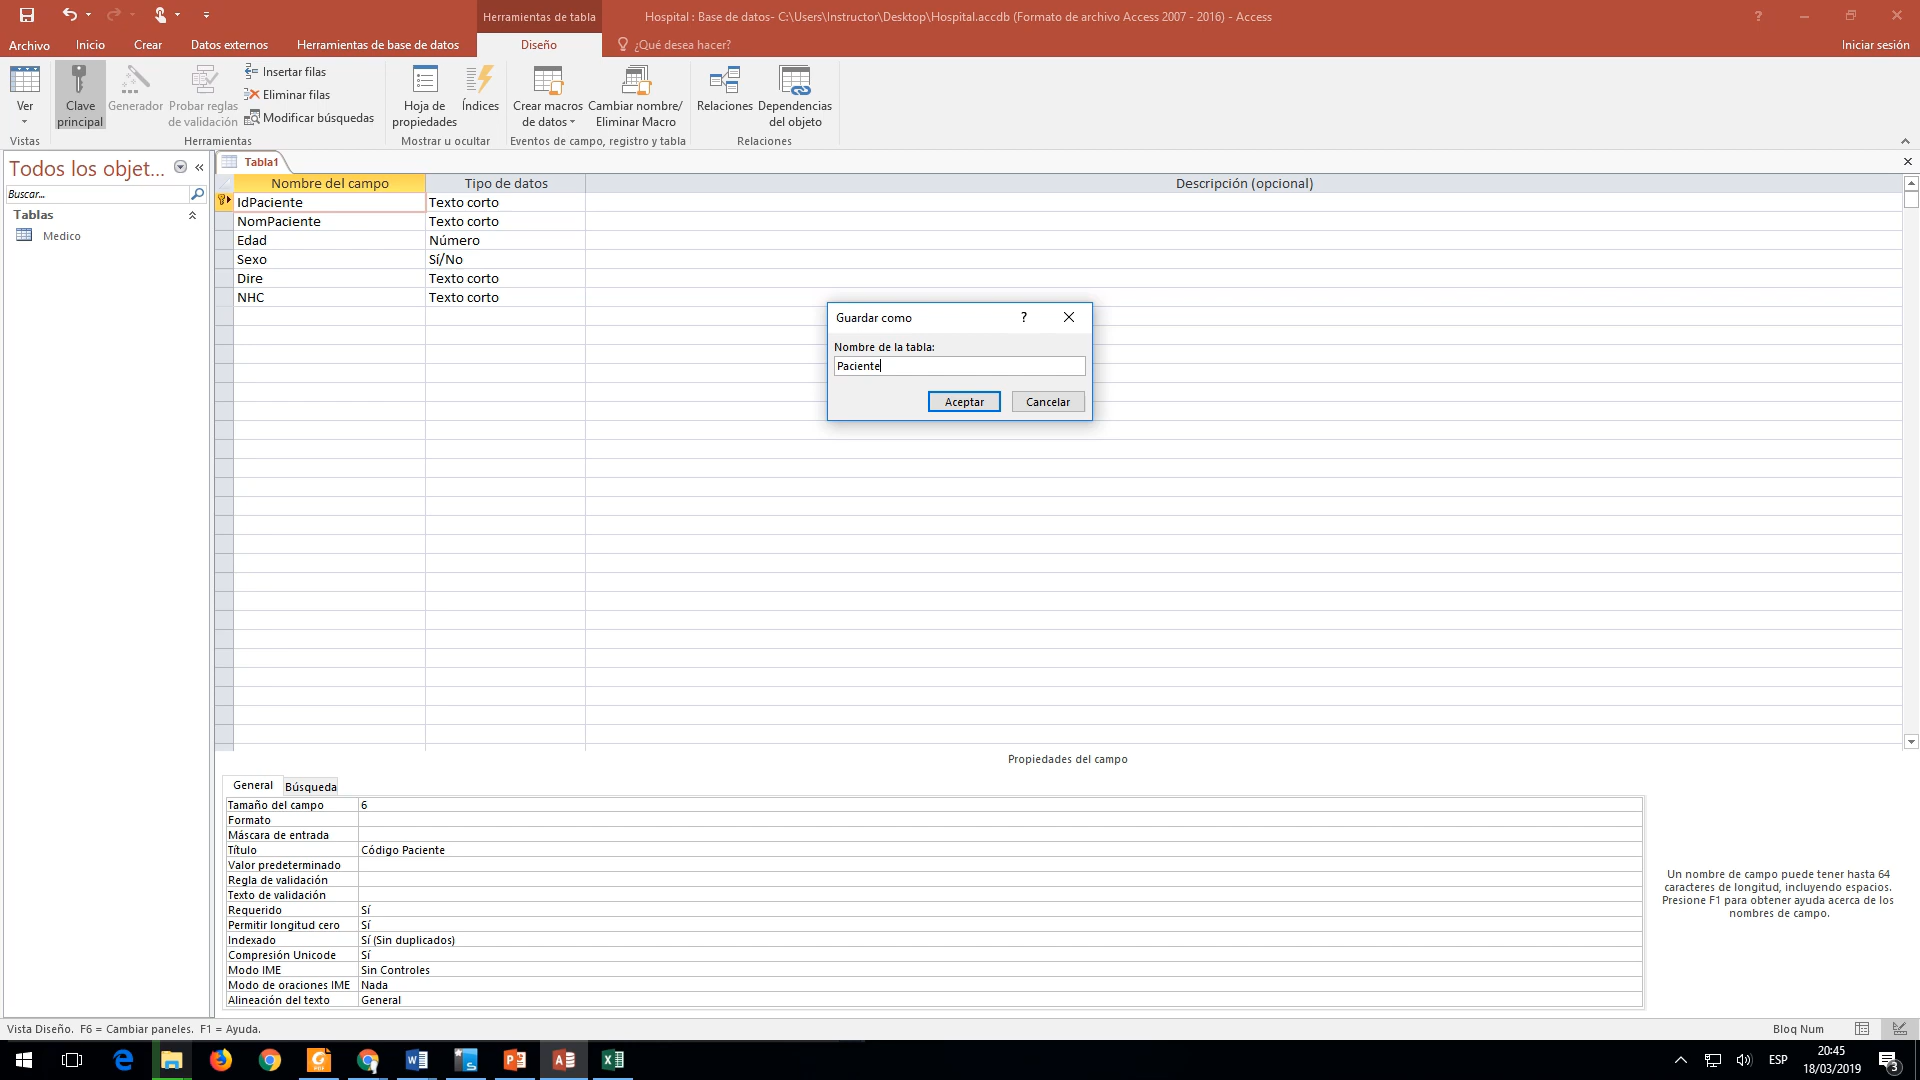 Herramientas de tabla
Hospital : Base de datos- C:\Users\Instructor\Desktop\Hospital.accdb (Formato de archivo Access 2007 - 2016) - Access
?
Archivo
Inicio
Crear
Datos externos
Herramientas de base de datos
Diseño
¿Qué desea hacer?
Iniciar sesión
Ver
Clave principal
Generador
Probar reglas de validación
Insertar filas
Eliminar filas
Modificar búsquedas
Hoja de propiedades
Índices
Crear macros de datos
Cambiar nombre/ Eliminar Macro
Relaciones
Dependencias del objeto
Vistas
Herramientas
Mostrar u ocultar
Eventos de campo, registro y tabla
Relaciones
Todos los objet...
Buscar...
Tablas
Medico
Tabla1
Nombre del campo
Tipo de datos
Descripción (opcional)
IdPaciente
Texto corto
NomPaciente
Texto corto
Edad
Número
Sexo
Sí/No
Dire
Texto corto
NHC
Texto corto
Guardar como
?
Nombre de la tabla:
Paciente
Aceptar
Cancelar
Propiedades del campo
General
Búsqueda
Tamaño del campo
6
Formato
Máscara de entrada
Título
Código Paciente
Valor predeterminado
Regla de validación
Texto de validación
Requerido
Sí
Permitir longitud cero
Sí
Indexado
Sí (Sin duplicados)
Compresión Unicode
Sí
Modo IME
Sin Controles
Modo de oraciones IME
Nada
Alineación del texto
General
Un nombre de campo puede tener hasta 64
caracteres de longitud, incluyendo espacios.
Presione F1 para obtener ayuda acerca de los
nombres de campo.
Vista Diseño.  F6 = Cambiar paneles.  F1 = Ayuda.
Bloq Num
ESP
20:45
18/03/2019
3